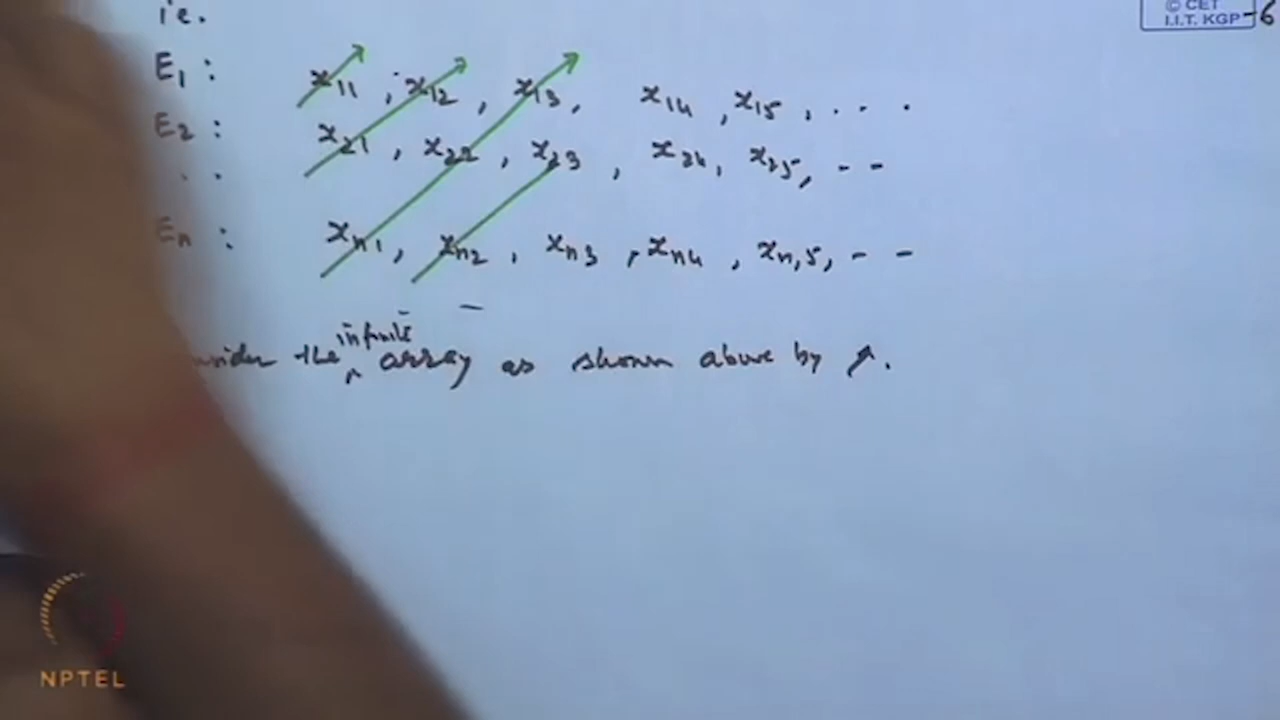 i.e.
© CET
I.I.T. KGP -6
E1 : x11 , x12 , x13 , x14 , x15 , . . .
E2 : x21 , x22 , x23 , x24 , x25 , - -
. .
En : xn1 , xn2 , xn3 , xn4 , xn,5 , - -
the infinite array as shown above by ↗.
NPTEL